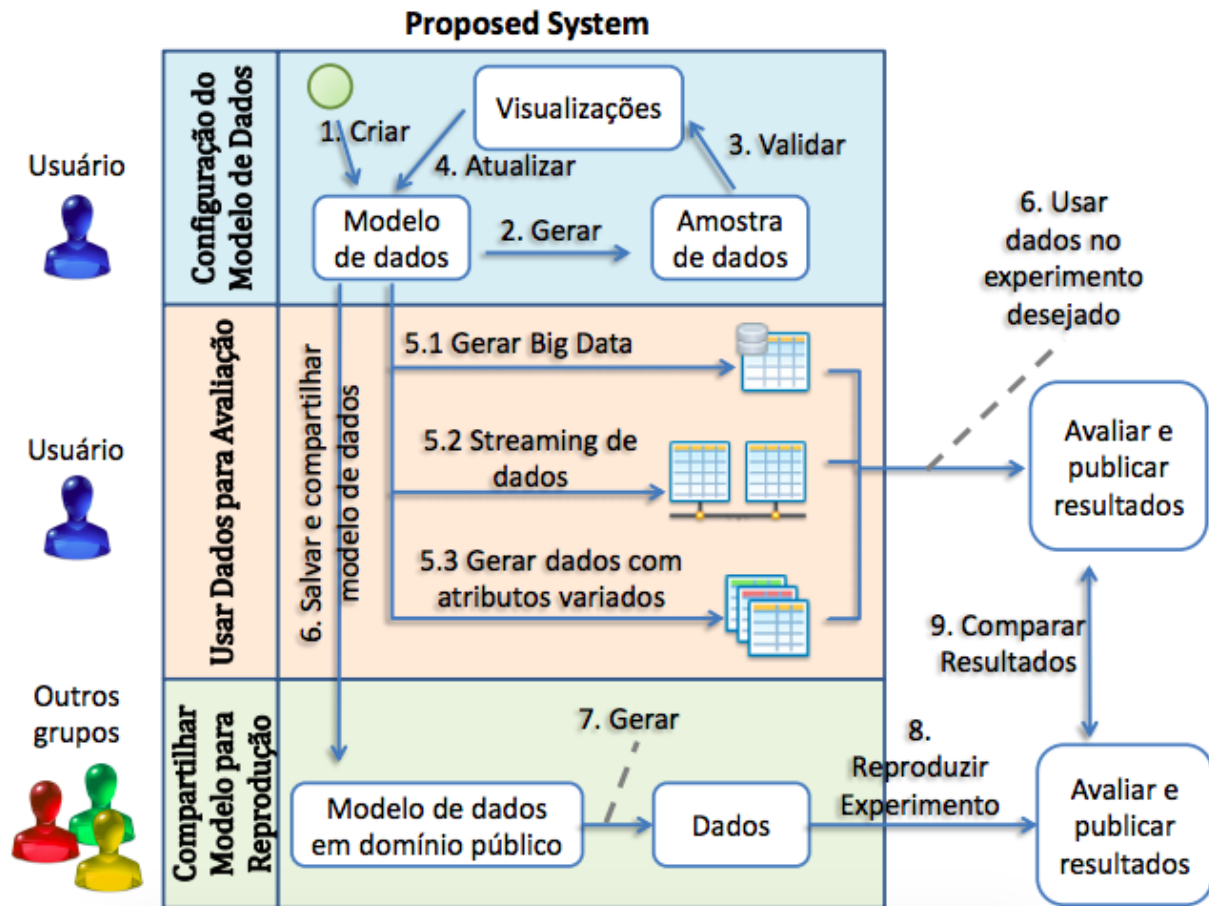 Proposed System
Configuração do
Modelo de Dados
Usuário
1. Criar
Visualizações
3. Validar
4. Atualizar
Modelo
de dados
2. Gerar
Amostra
de dados
6. Usar
dados no
experimento
desejado
Usar Dados para Avaliação
Usuário
6. Salvar e compartilhar
modelo de dados
5.1 Gerar Big Data
5.2 Streaming de
dados
5.3 Gerar dados com
atributos variados
Avaliar e
publicar
resultados
9. Comparar
Resultados
Outros
grupos
Compartilhar
Modelo para
Reprodução
7. Gerar
Modelo de dados
em domínio público
Dados
8.
Reproduzir
Experimento
Avaliar e
publicar
resultados